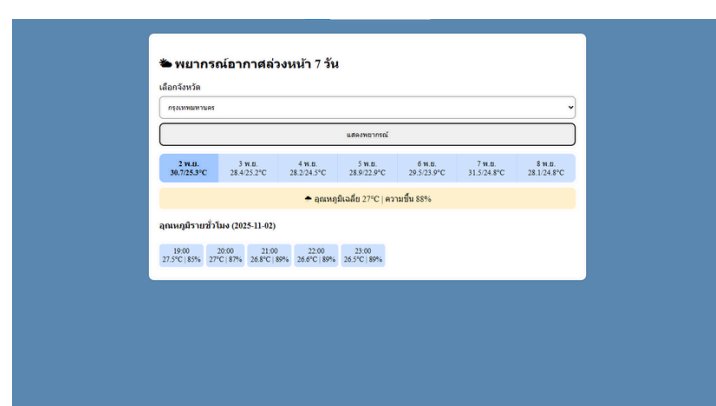 🌥 พยากรณ์อากาศล่วงหน้า 7 วัน
เลือกจังหวัด
กรุงเทพมหานคร
แสดงพยากรณ์
2 พ.ย. 3 พ.ย. 4 พ.ย. 5 พ.ย. 6 พ.ย. 7 พ.ย. 8 พ.ย.
30.7/25.3°C 28.4/25.2°C 28.2/24.5°C 28.9/22.9°C 29.5/23.9°C 31.5/24.8°C 28.1/24.8°C
🌧 อุณหภูมิเฉลี่ย 27°C | ความชื้น 88%
อุณหภูมิรายชั่วโมง (2025-11-02)
19:00 20:00 21:00 22:00 23:00
27.5°C | 85% 27°C | 87% 26.8°C | 89% 26.6°C | 89% 26.5°C | 89%